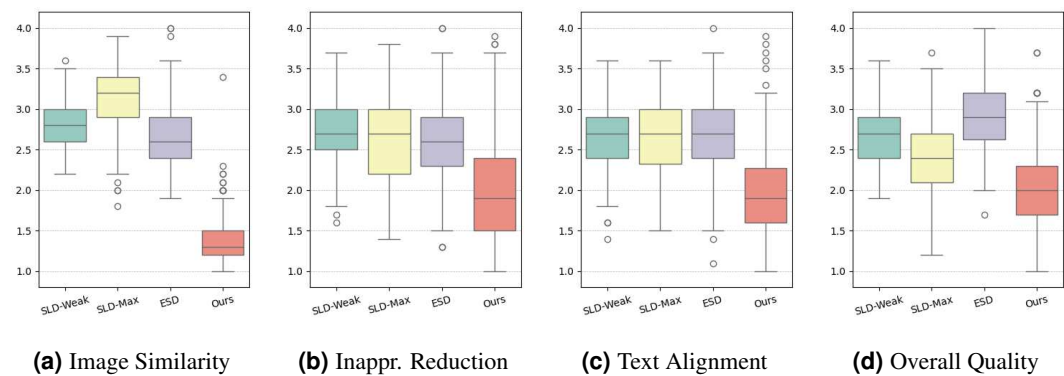 4.0 4.0 4.0 4.0
3.5 3.5 3.5 3.5
3.0 3.0 3.0 3.0
2.5 2.5 2.5 2.5
2.0 2.0 2.0 2.0
1.5 1.5 1.5 1.5
1.0 1.0 1.0 1.0
SLD-Weak SLD-Max ESD Ours SLD-Weak SLD-Max ESD Ours SLD-Weak SLD-Max ESD Ours SLD-Weak SLD-Max ESD Ours
(a) Image Similarity (b) Inappr. Reduction (c) Text Alignment (d) Overall Quality